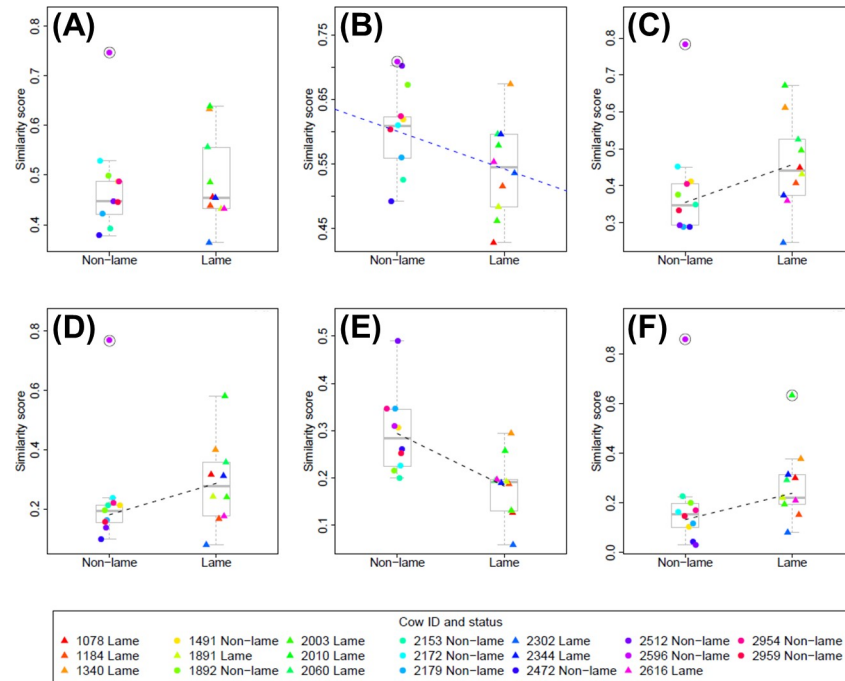 (A)
0.8
0.7
0.6
0.5
0.4
Similarity score
Non-lame Lame
(B)
0.75
0.65
0.55
0.45
Similarity score
Non-lame Lame
(C)
0.8
0.7
0.6
0.5
0.4
0.3
Similarity score
Non-lame Lame
(D)
0.8
0.6
0.4
0.2
Similarity score
Non-lame Lame
(E)
0.5
0.4
0.3
0.2
0.1
Similarity score
Non-lame Lame
(F)
0.8
0.6
0.4
0.2
0.0
Similarity score
Non-lame Lame
Cow ID and status
1078 Lame 1491 Non-lame 2003 Lame 2153 Non-lame 2302 Lame 2512 Non-lame 2954 Non-lame
1184 Lame 1891 Lame 2010 Lame 2172 Non-lame 2344 Lame 2596 Non-lame 2959 Non-lame
1340 Lame 1892 Non-lame 2060 Lame 2179 Non-lame 2472 Non-lame 2616 Lame